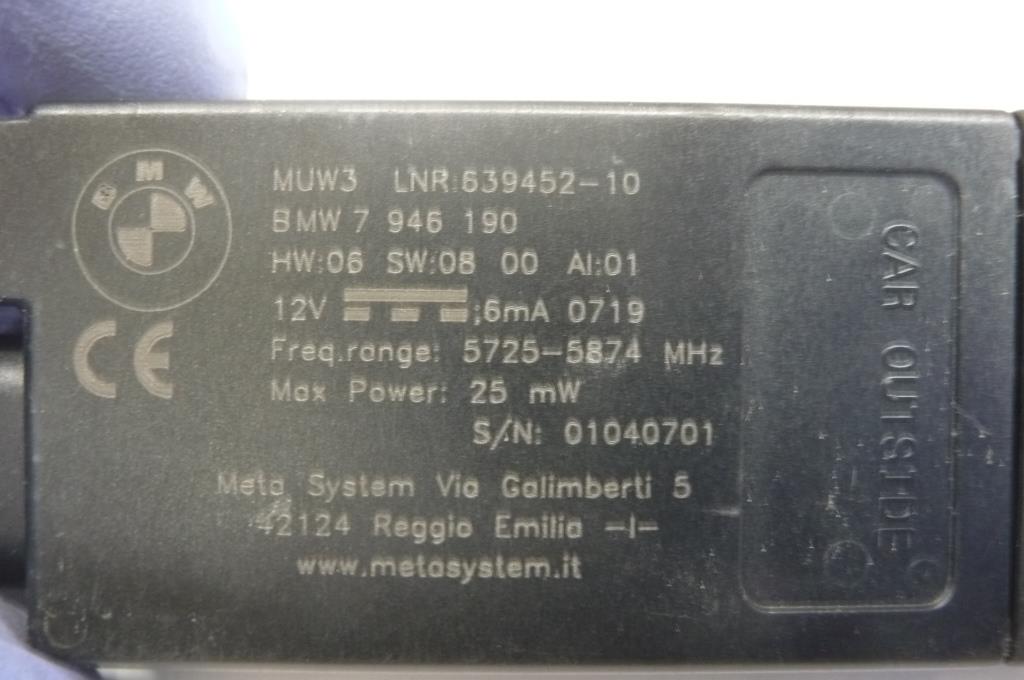 BMW
MUW3 LNR:639452-10
BMW 7 946 190
HW:06 SW:08 00 AI:01
12V ;6mA 0719
Freq.range: 5725-5874 MHz
Max Power: 25 mW
S/N: 01040701
CE
Meta System Via Galimberti 5
42124 Reggio Emilia -I-
www.metasystem.it
CAR OUTSIDE